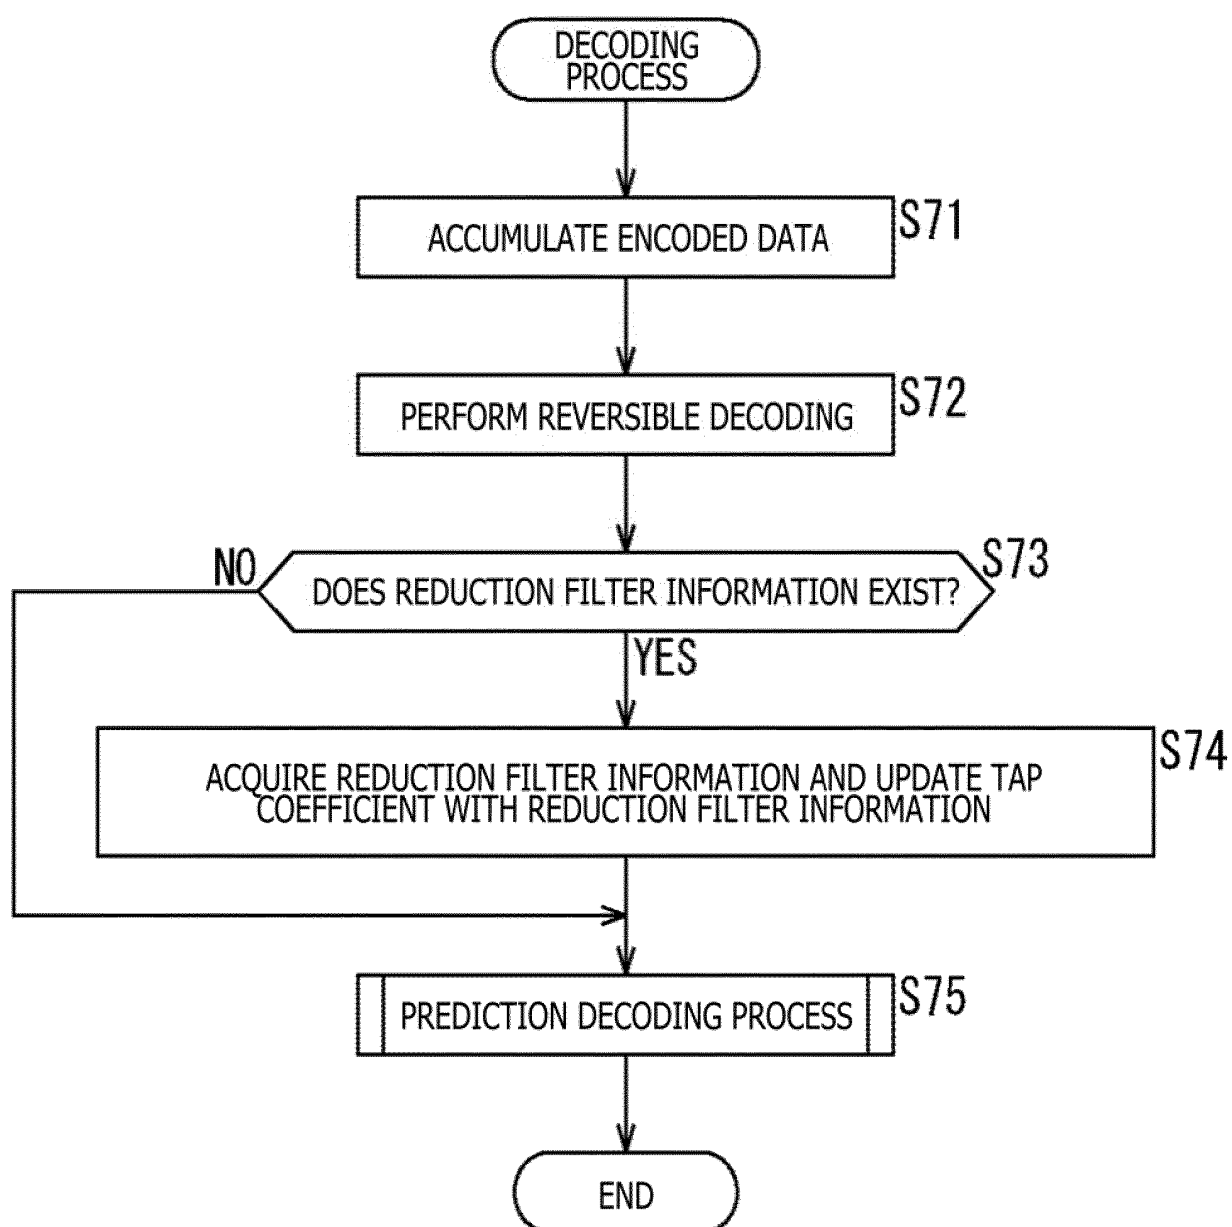 DECODING
PROCESS
S71
ACCUMULATE ENCODED DATA
S72
PERFORM REVERSIBLE DECODING
NO
S73
DOES REDUCTION FILTER INFORMATION EXIST?
YES
S74
ACQUIRE REDUCTION FILTER INFORMATION AND UPDATE TAP
COEFFICIENT WITH REDUCTION FILTER INFORMATION
S75
PREDICTION DECODING PROCESS
END